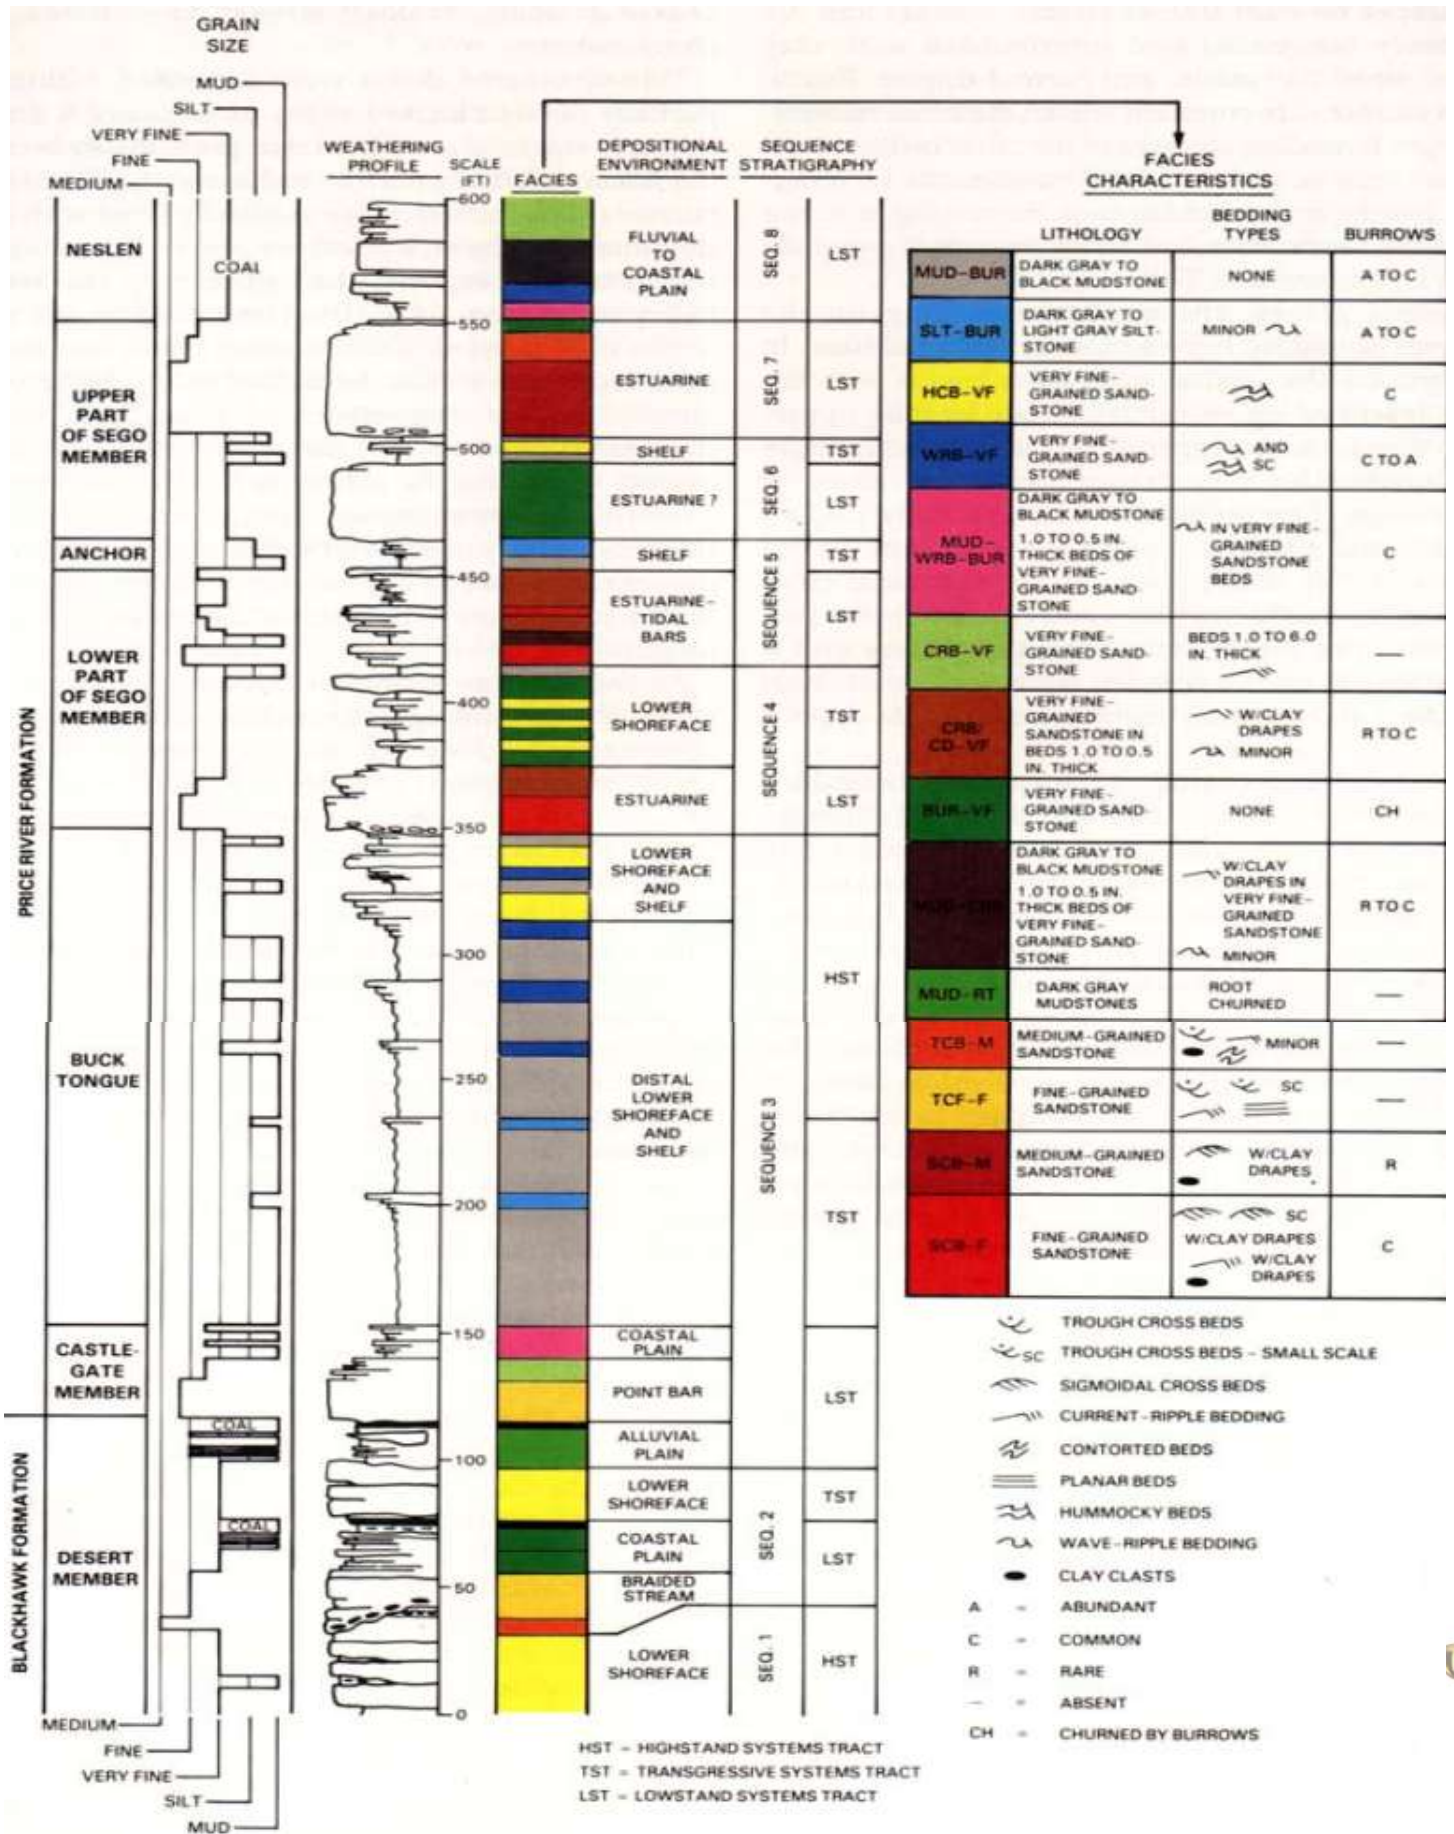 GRAIN
SIZE
MUD
SILT
VERY FINE
FINE
MEDIUM
WEATHERING
PROFILE
SCALE
(FT)
FACIES
DEPOSITIONAL
ENVIRONMENT
SEQUENCE
STRATIGRAPHY
PRICE RIVER FORMATION
BLACKHAWK FORMATION
NESLEN
UPPER
PART
OF SEGO
MEMBER
ANCHOR
LOWER
PART
OF SEGO
MEMBER
BUCK
TONGUE
CASTLE-
GATE
MEMBER
DESERT
MEMBER
COAL
COAL
COAL
600
550
500
450
400
350
300
250
200
150
100
50
0
FLUVIAL
TO
COASTAL
PLAIN
ESTUARINE
SHELF
ESTUARINE ?
SHELF
ESTUARINE-
TIDAL
BARS
LOWER
SHOREFACE
ESTUARINE
LOWER
SHOREFACE
AND
SHELF
DISTAL
LOWER
SHOREFACE
AND
SHELF
COASTAL
PLAIN
POINT BAR
ALLUVIAL
PLAIN
LOWER
SHOREFACE
COASTAL
PLAIN
BRAIDED
STREAM
LOWER
SHOREFACE
SEQ. 8
SEQ. 7
SEQ. 6
SEQUENCE 5
SEQUENCE 4
SEQUENCE 3
SEQ. 2
SEQ. 1
LST
LST
TST
LST
TST
LST
TST
LST
HST
TST
LST
TST
LST
HST
MEDIUM
FINE
VERY FINE
SILT
MUD
HST = HIGHSTAND SYSTEMS TRACT
TST = TRANSGRESSIVE SYSTEMS TRACT
LST = LOWSTAND SYSTEMS TRACT
FACIES
CHARACTERISTICS
LITHOLOGY
BEDDING
TYPES
BURROWS
MUD-BUR
DARK GRAY TO
BLACK MUDSTONE
NONE
A TO C
SLT-BUR
DARK GRAY TO
LIGHT GRAY SILT-
STONE
MINOR
A TO C
HCB-VF
VERY FINE-
GRAINED SAND-
STONE
C
WRB-VF
VERY FINE-
GRAINED SAND-
STONE
AND
SC
C TO A
MUD-
WRB-BUR
DARK GRAY TO
BLACK MUDSTONE
1.0 TO 0.5 IN.
THICK BEDS OF
VERY FINE-
GRAINED SAND-
STONE
IN VERY FINE-
GRAINED
SANDSTONE
BEDS
C
CRB-VF
VERY FINE-
GRAINED SAND-
STONE
BEDS 1.0 TO 6.0
IN. THICK
—
CRB/
CD-VF
VERY FINE-
GRAINED
SANDSTONE IN
BEDS 1.0 TO 0.5
IN. THICK
W/CLAY
DRAPES
MINOR
R TO C
BUR-VF
VERY FINE-
GRAINED SAND-
STONE
NONE
CH
MUD-CRB
DARK GRAY TO
BLACK MUDSTONE
1.0 TO 0.5 IN.
THICK BEDS OF
VERY FINE-
GRAINED SAND-
STONE
W/CLAY
DRAPES IN
VERY FINE-
GRAINED
SANDSTONE
MINOR
R TO C
MUD-RT
DARK GRAY
MUDSTONES
ROOT
CHURNED
—
TCB-M
MEDIUM-GRAINED
SANDSTONE
MINOR
—
TCF-F
FINE-GRAINED
SANDSTONE
SC
—
SCB-M
MEDIUM-GRAINED
SANDSTONE
W/CLAY
DRAPES
R
SCB-F
FINE-GRAINED
SANDSTONE
SC
W/CLAY DRAPES
W/CLAY
DRAPES
C
TROUGH CROSS BEDS
SC TROUGH CROSS BEDS - SMALL SCALE
SIGMOIDAL CROSS BEDS
CURRENT-RIPPLE BEDDING
CONTORTED BEDS
PLANAR BEDS
HUMMOCKY BEDS
WAVE-RIPPLE BEDDING
CLAY CLASTS
A = ABUNDANT
C = COMMON
R = RARE
— = ABSENT
CH = CHURNED BY BURROWS